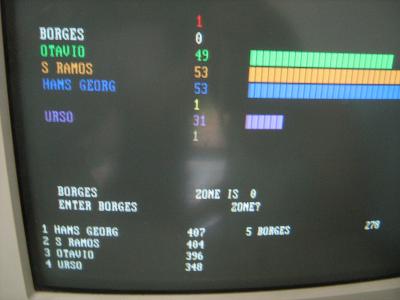 1
BORGES 0
OTAVIO 49
S RAMOS 53
HANS GEORG 53
1
URSO 31
1
BORGES ZONE IS 0
ENTER BORGES ZONE?
1 HANS GEORG 407 5 BORGES 278
2 S RAMOS 404
3 OTAVIO 396
4 URSO 348